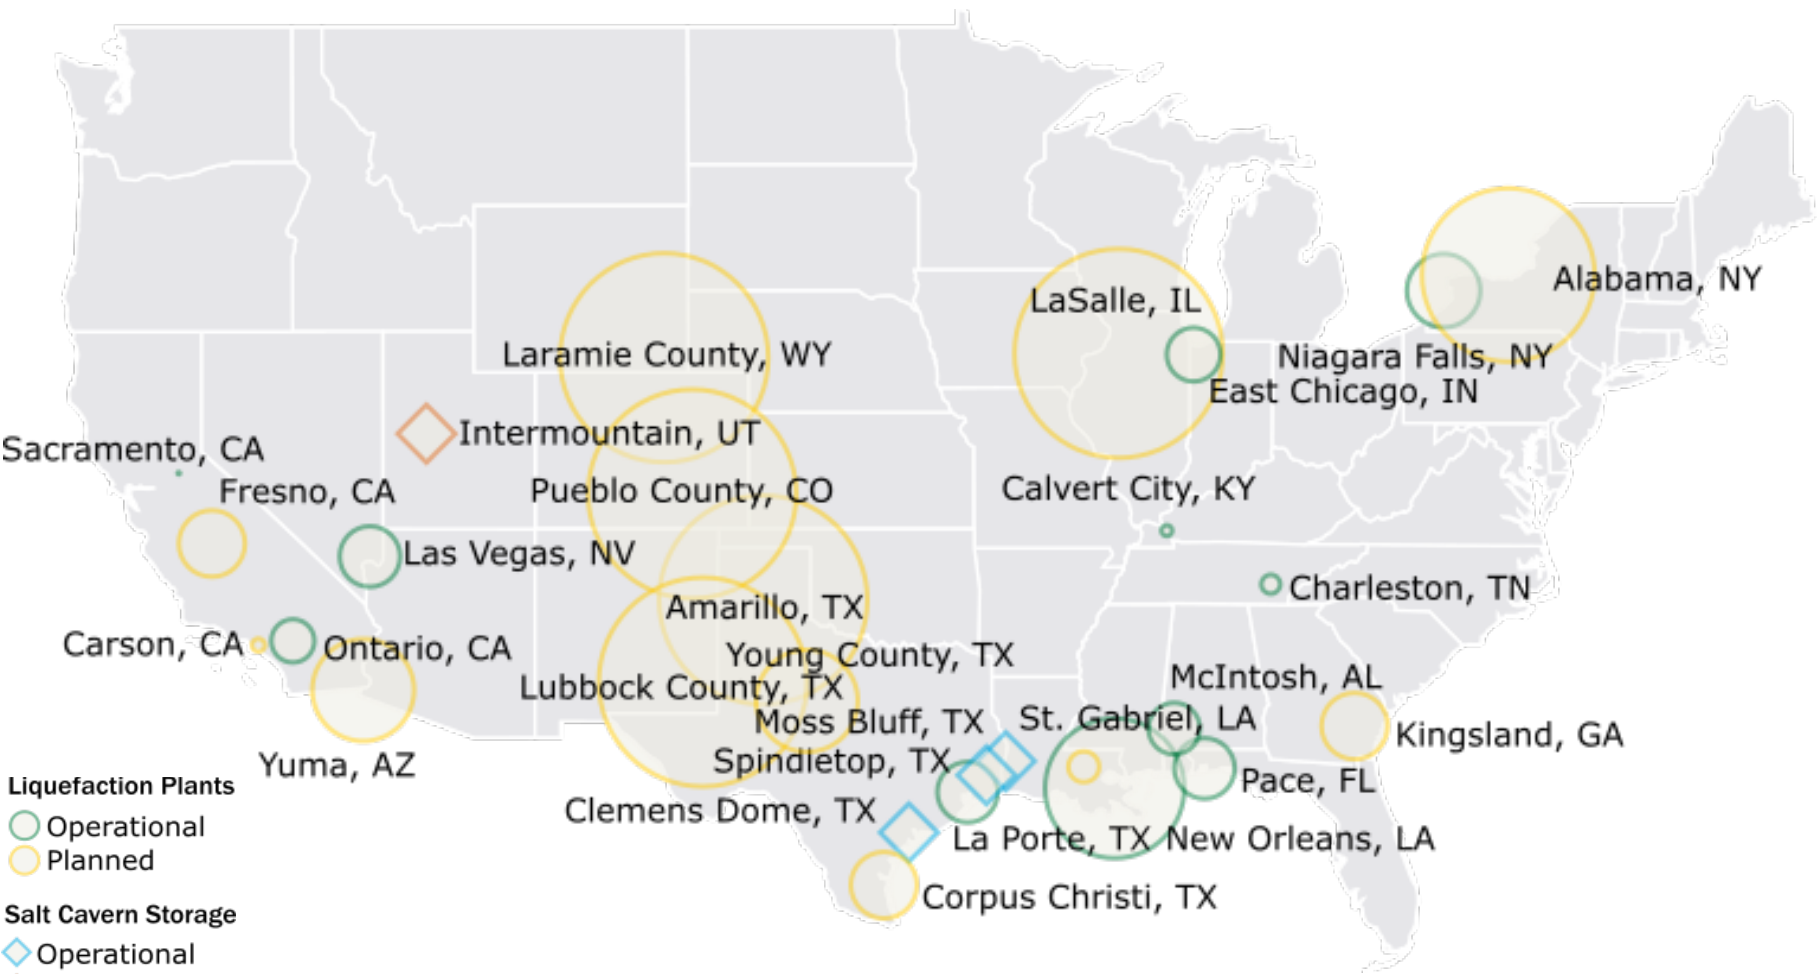 Alabama, NY
LaSalle, IL
Laramie County, WY
Niagara Falls, NY
East Chicago, IN
Intermountain, UT
Sacramento, CA
Fresno, CA
Pueblo County, CO
Calvert City, KY
Las Vegas, NV
Charleston, TN
Amarillo, TX
Carson, CA
Ontario, CA
Young County, TX
McIntosh, AL
Lubbock County, TX
Moss Bluff, TX
St. Gabriel, LA
Kingsland, GA
Yuma, AZ
Spindletop, TX
Pace, FL
Clemens Dome, TX
La Porte, TX
New Orleans, LA
Corpus Christi, TX
Liquefaction Plants
Operational
Planned
Salt Cavern Storage
Operational